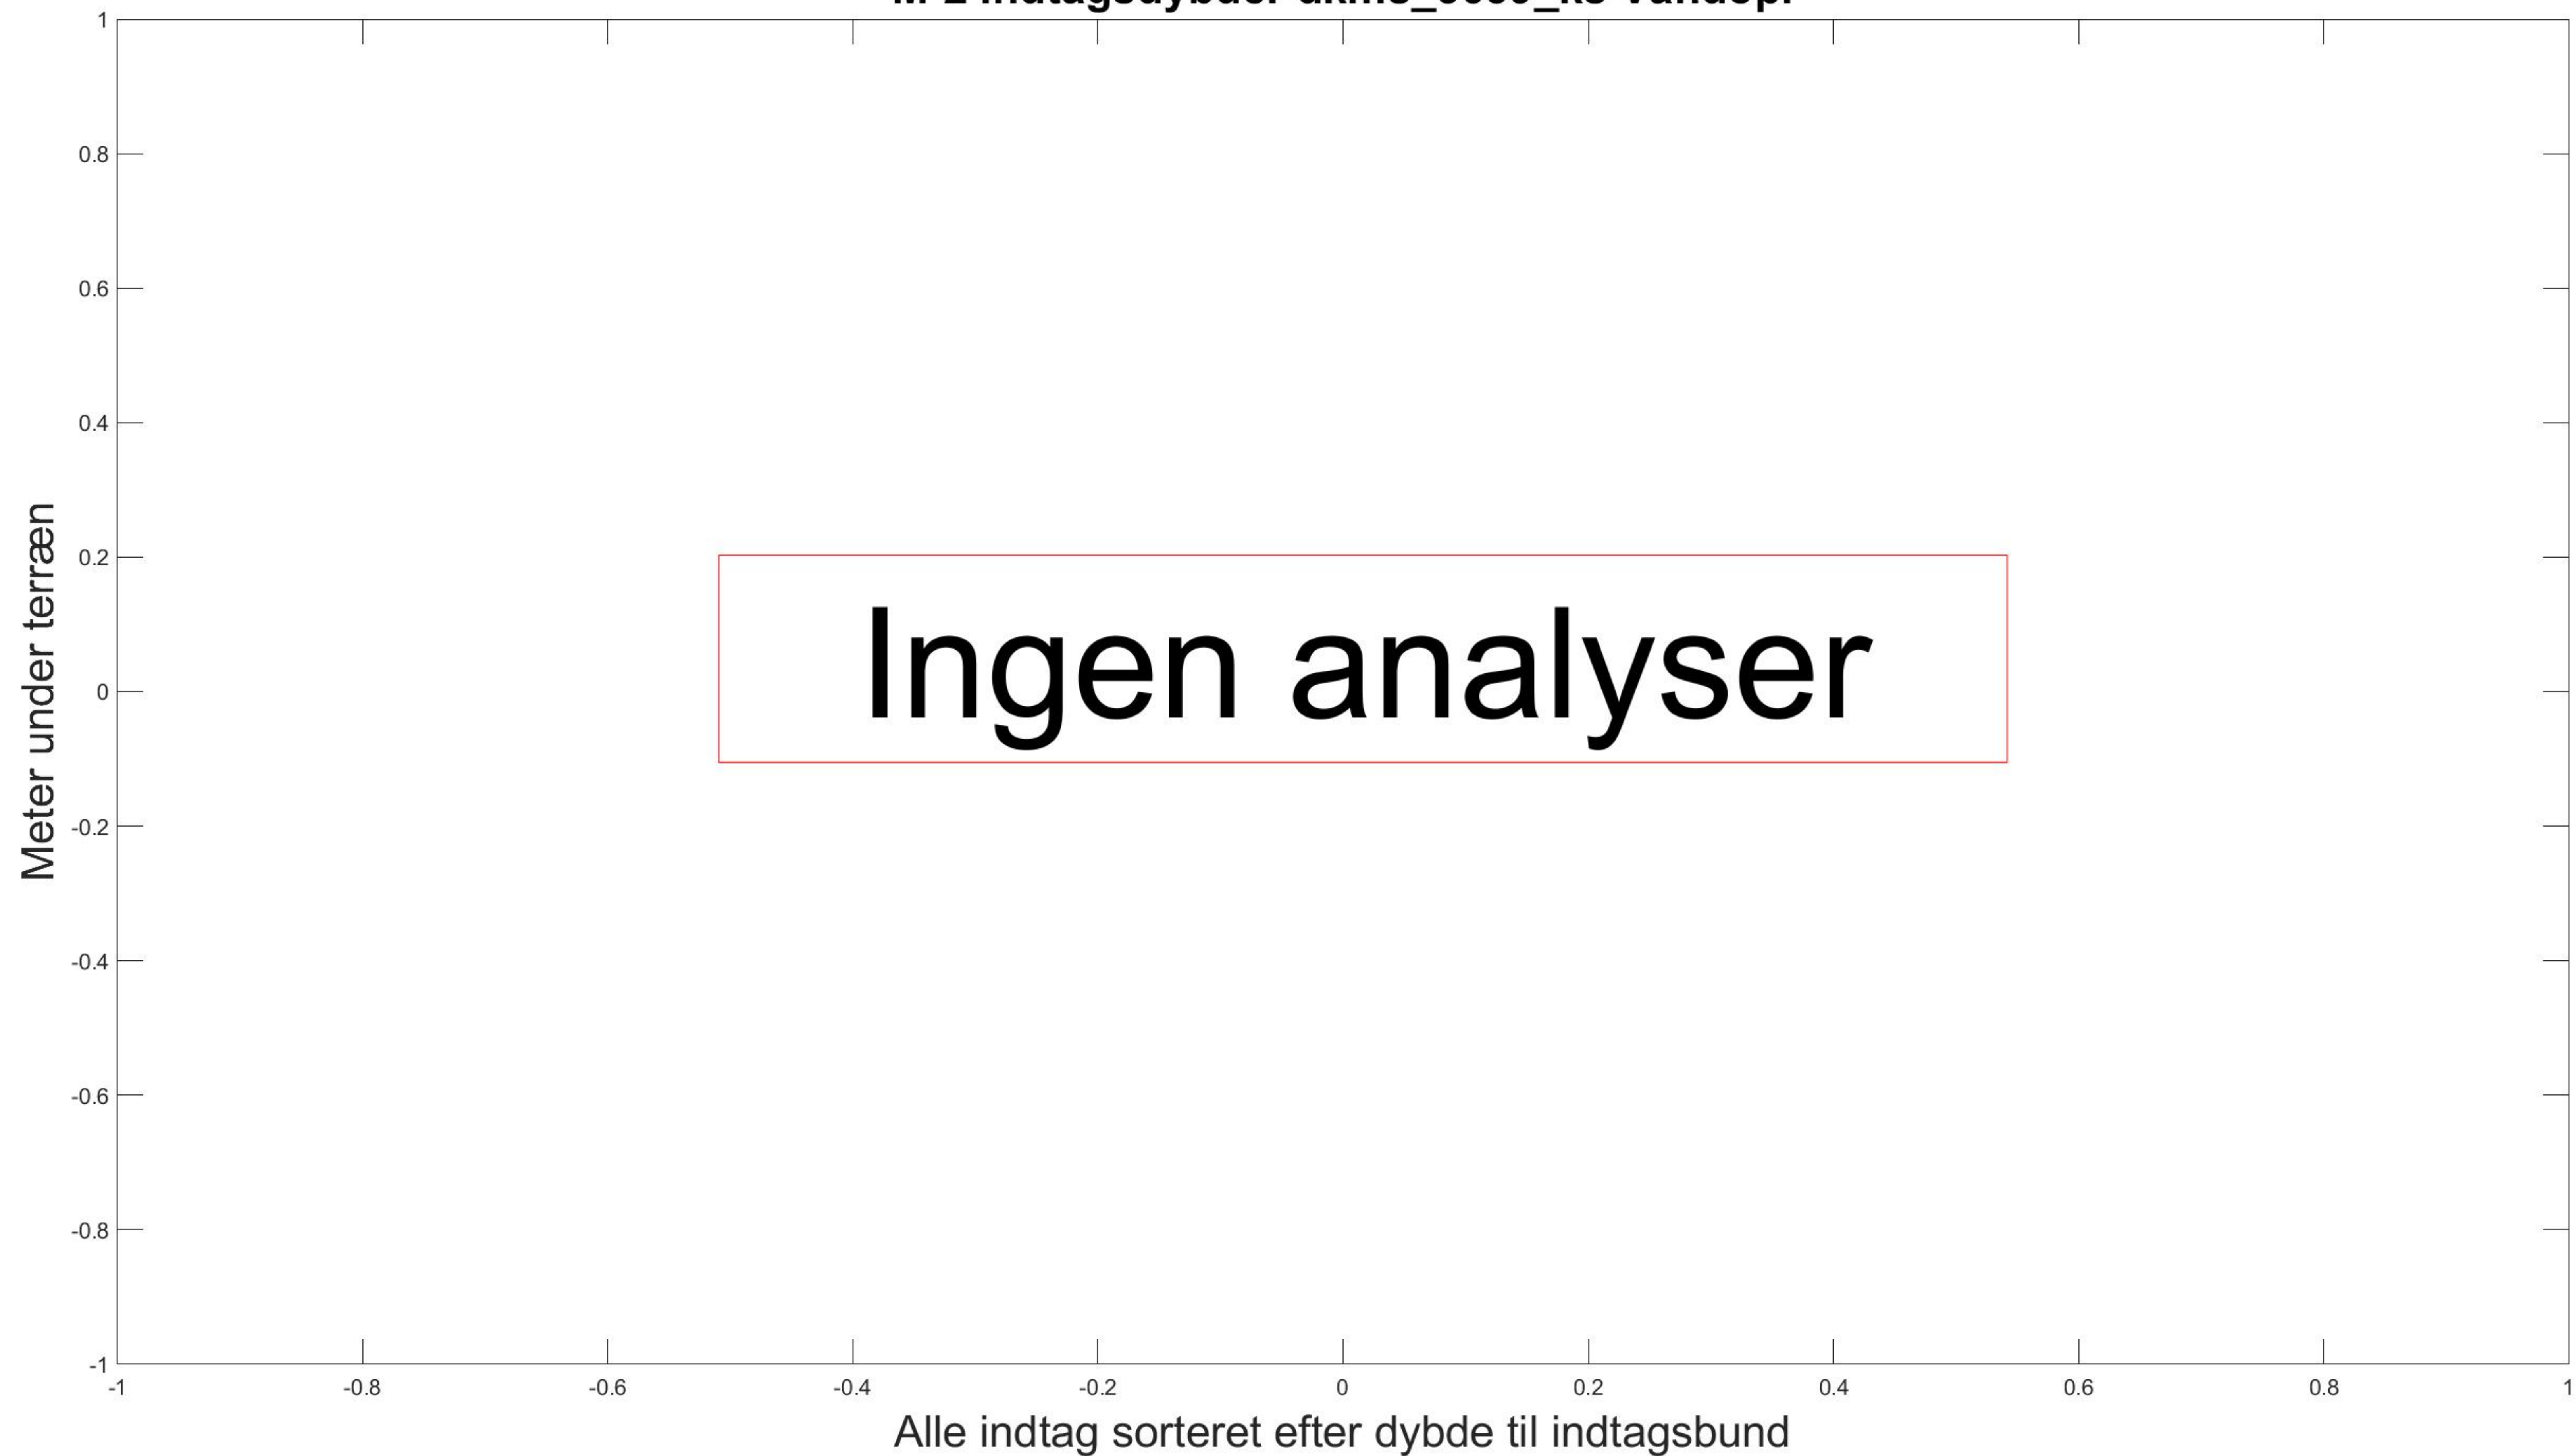 1
0.8
0.6
0.4
0.2
0
-0.2
-0.4
-0.6
-0.8
-1
Meter under terræn
Ingen analyser
-1 -0.8 -0.6 -0.4 -0.2 0 0.2 0.4 0.6 0.8 1
Alle indtag sorteret efter dybde til indtagsbund